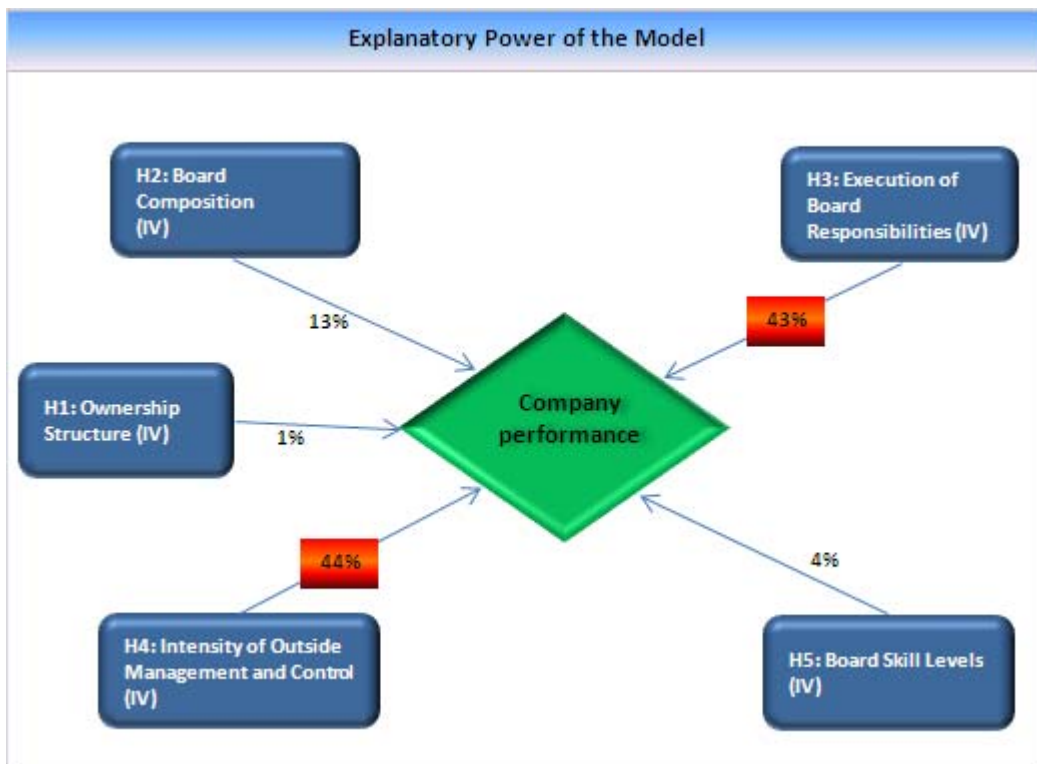 Explanatory Power of the Model
H2: Board
Composition
(IV)
H3: Execution of
Board
Responsibilities (IV)
13%
43%
H1: Ownership
Structure (IV)
1%
Company
performance
44%
4%
H4: Intensity of Outside
Management and Control
(IV)
H5: Board Skill Levels
(IV)